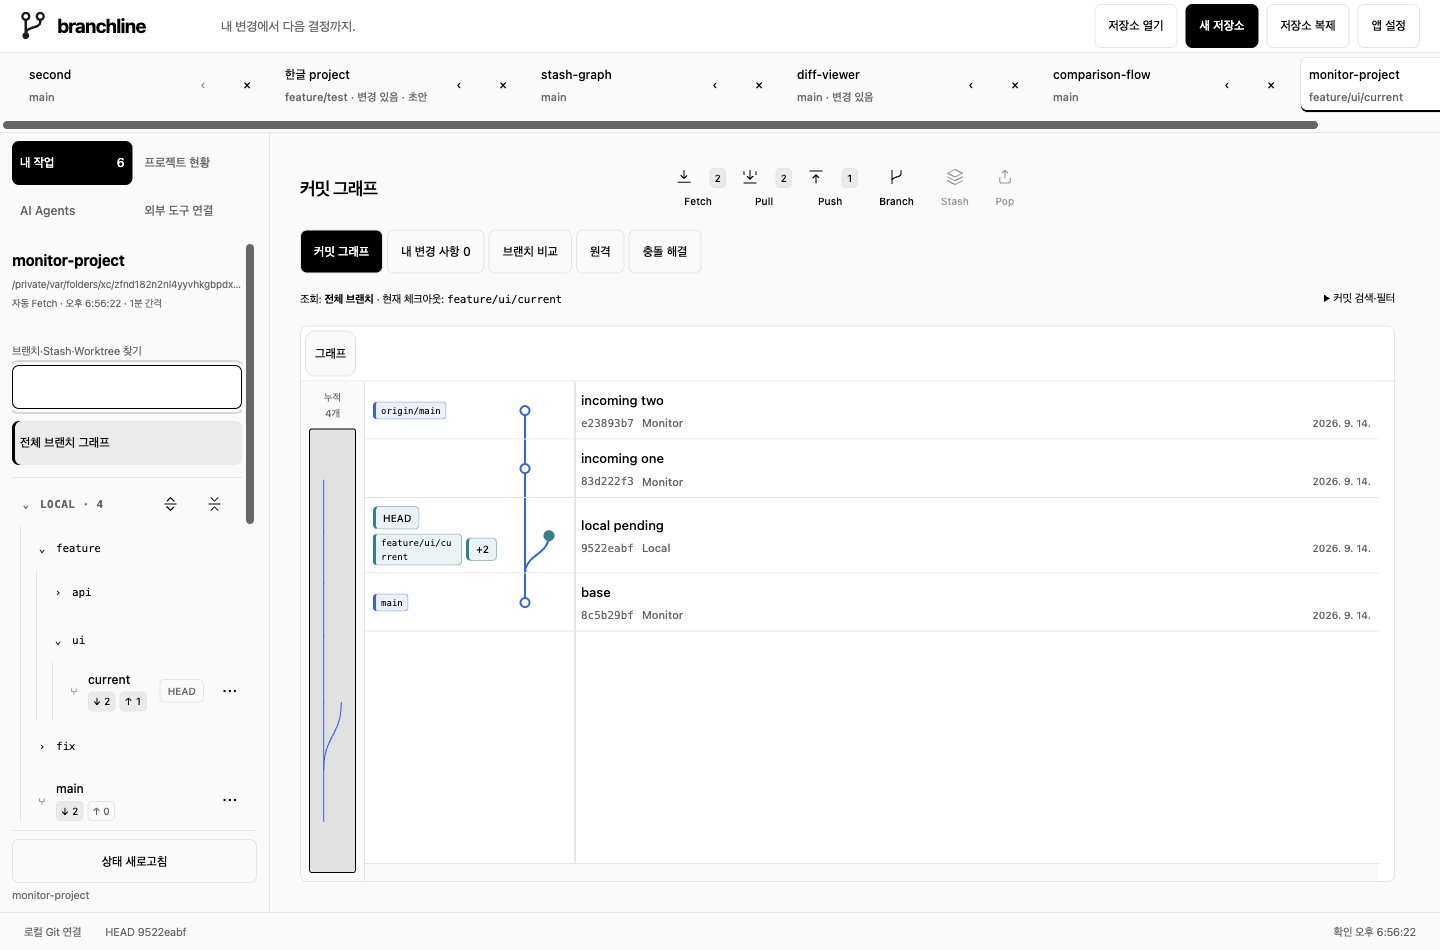 branchline
내 변경에서 다음 결정까지.
저장소 열기
새 저장소
저장소 복제
앱 설정
second
main
한글 project
feature/test · 변경 있음 · 초안
stash-graph
main
diff-viewer
main · 변경 있음
comparison-flow
main
monitor-project
feature/ui/current
내 작업 6
프로젝트 현황
AI Agents
외부 도구 연결
monitor-project
/private/var/folders/xc/zfnd182n2nl4yyvhkgbpdx...
자동 Fetch · 오후 6:56:22 · 1분 간격
브랜치·Stash·Worktree 찾기
전체 브랜치 그래프
LOCAL · 4
feature
api
ui
current
↓ 2 ↑ 1
HEAD
fix
main
↓ 2 ↑ 0
상태 새로고침
monitor-project
커밋 그래프
2
Fetch
2
Pull
1
Push
Branch
Stash
Pop
커밋 그래프
내 변경 사항 0
브랜치 비교
원격
충돌 해결
조회: 전체 브랜치 · 현재 체크아웃: feature/ui/current
▶ 커밋 검색·필터
그래프
누적
4개
origin/main
incoming two
e23893b7 Monitor
2026. 9. 14.
incoming one
83d222f3 Monitor
2026. 9. 14.
HEAD
feature/ui/cu
rrent
+2
local pending
9522eabf Local
2026. 9. 14.
main
base
8c5b29bf Monitor
2026. 9. 14.
로컬 Git 연결
HEAD 9522eabf
확인 오후 6:56:22